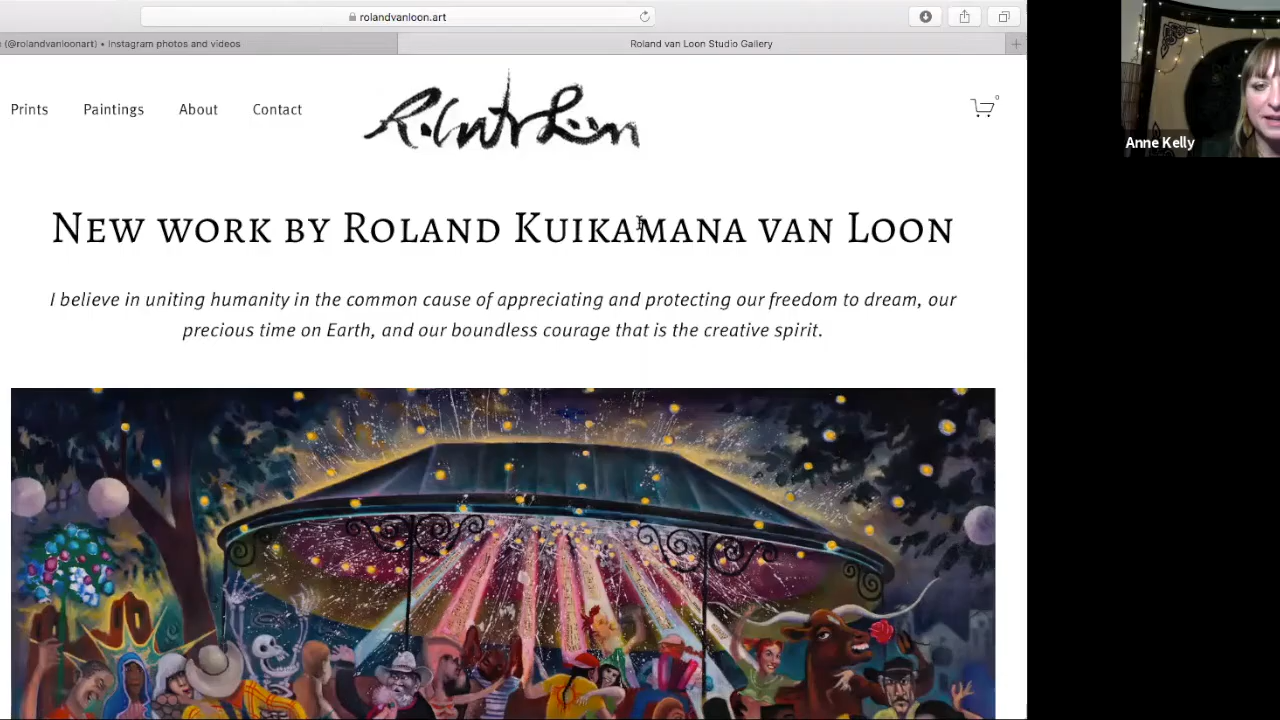 rolandvanloon.art
(@rolandvanloonart) • Instagram photos and videos
Roland van Loon Studio Gallery
Prints Paintings About Contact
0
Anne Kelly
New work by Roland Kuikamana van Loon
I believe in uniting humanity in the common cause of appreciating and protecting our freedom to dream, our
precious time on Earth, and our boundless courage that is the creative spirit.